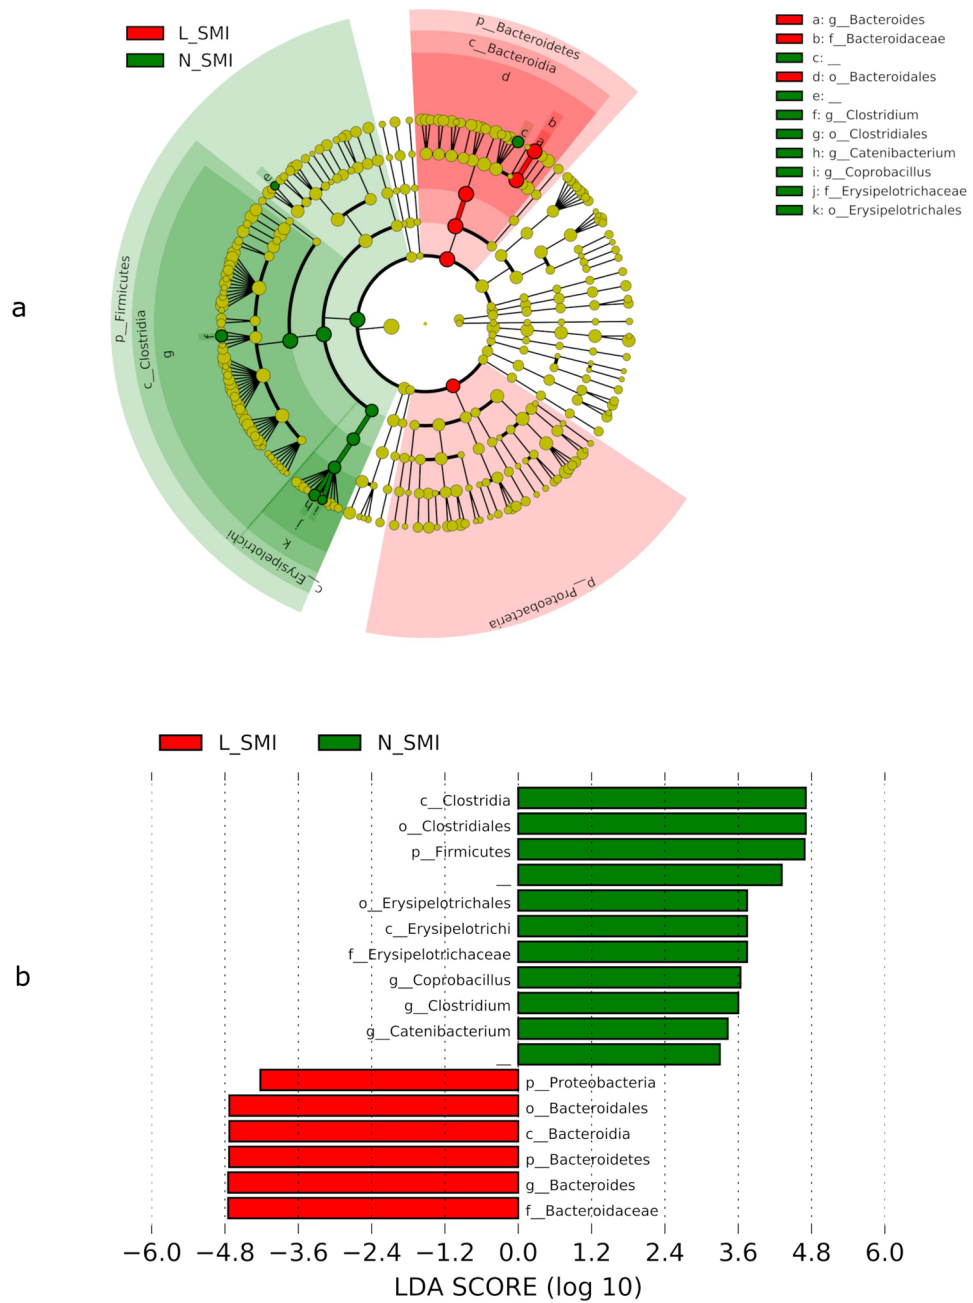 L_SMI
N_SMI
p__Bacteroidetes
c__Bacteroidia
d
b
a
c
e
f
g
c__Clostridia
p__Firmicutes
h
i
j
k
c__Erysipelotrichi
p__Proteobacteria
a: g__Bacteroides
b: f__Bacteroidaceae
c: __
d: o__Bacteroidales
e: __
f: g__Clostridium
g: o__Clostridiales
h: g__Catenibacterium
i: g__Coprobacillus
j: f__Erysipelotrichaceae
k: o__Erysipelotrichales
a
L_SMI N_SMI
c__Clostridia
o__Clostridiales
p__Firmicutes
__
o__Erysipelotrichales
c__Erysipelotrichi
f__Erysipelotrichaceae
g__Coprobacillus
g__Clostridium
g__Catenibacterium
__
p__Proteobacteria
o__Bacteroidales
c__Bacteroidia
p__Bacteroidetes
g__Bacteroides
f__Bacteroidaceae
b
−6.0 −4.8 −3.6 −2.4 −1.2 0.0 1.2 2.4 3.6 4.8 6.0
LDA SCORE (log 10)